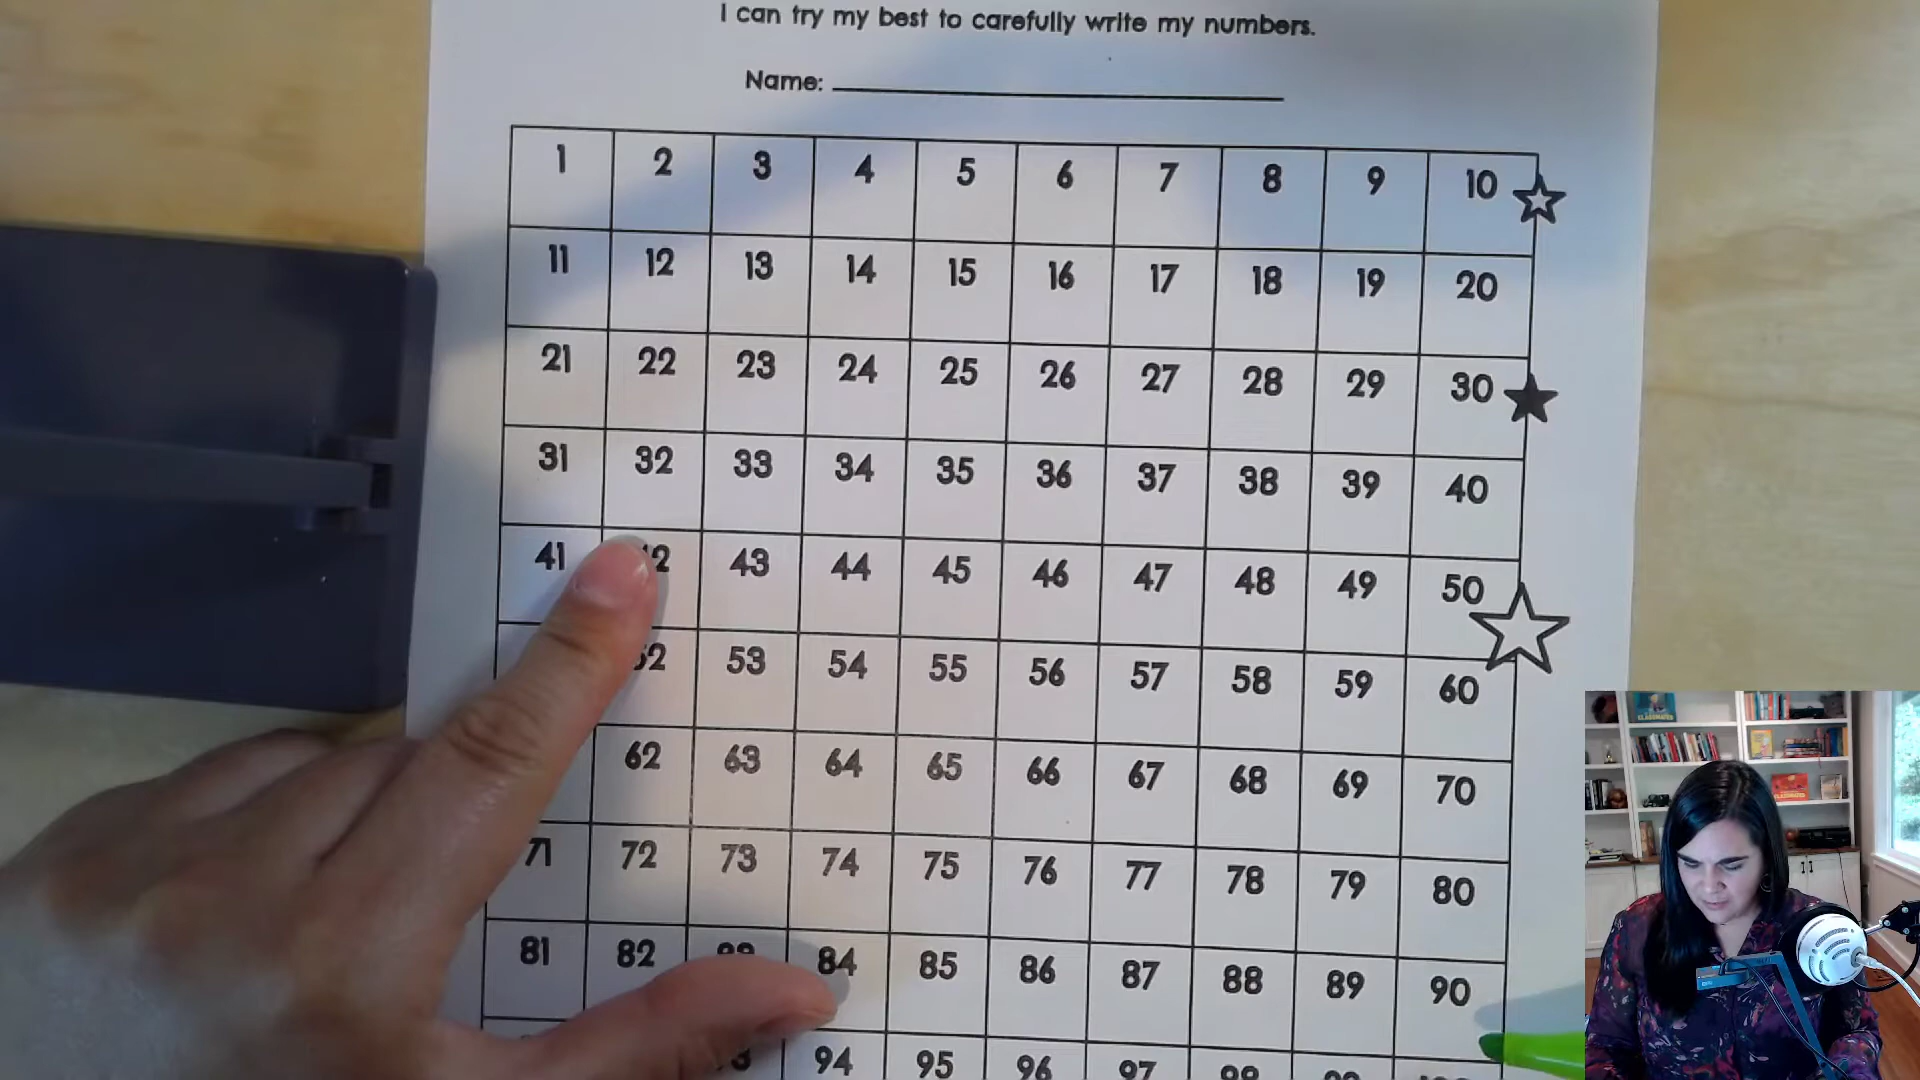 I can try my best to carefully write my numbers.
Name:
1 2 3 4 5 6 7 8 9 10
11 12 13 14 15 16 17 18 19 20
21 22 23 24 25 26 27 28 29 30
31 32 33 34 35 36 37 38 39 40
41 43 44 45 46 47 48 49 50
53 54 55 56 57 58 59 60
62 63 64 65 66 67 68 69 70
71 72 73 74 75 76 77 78 79 80
81 82 84 85 86 87 88 89 90
94 95 96 97